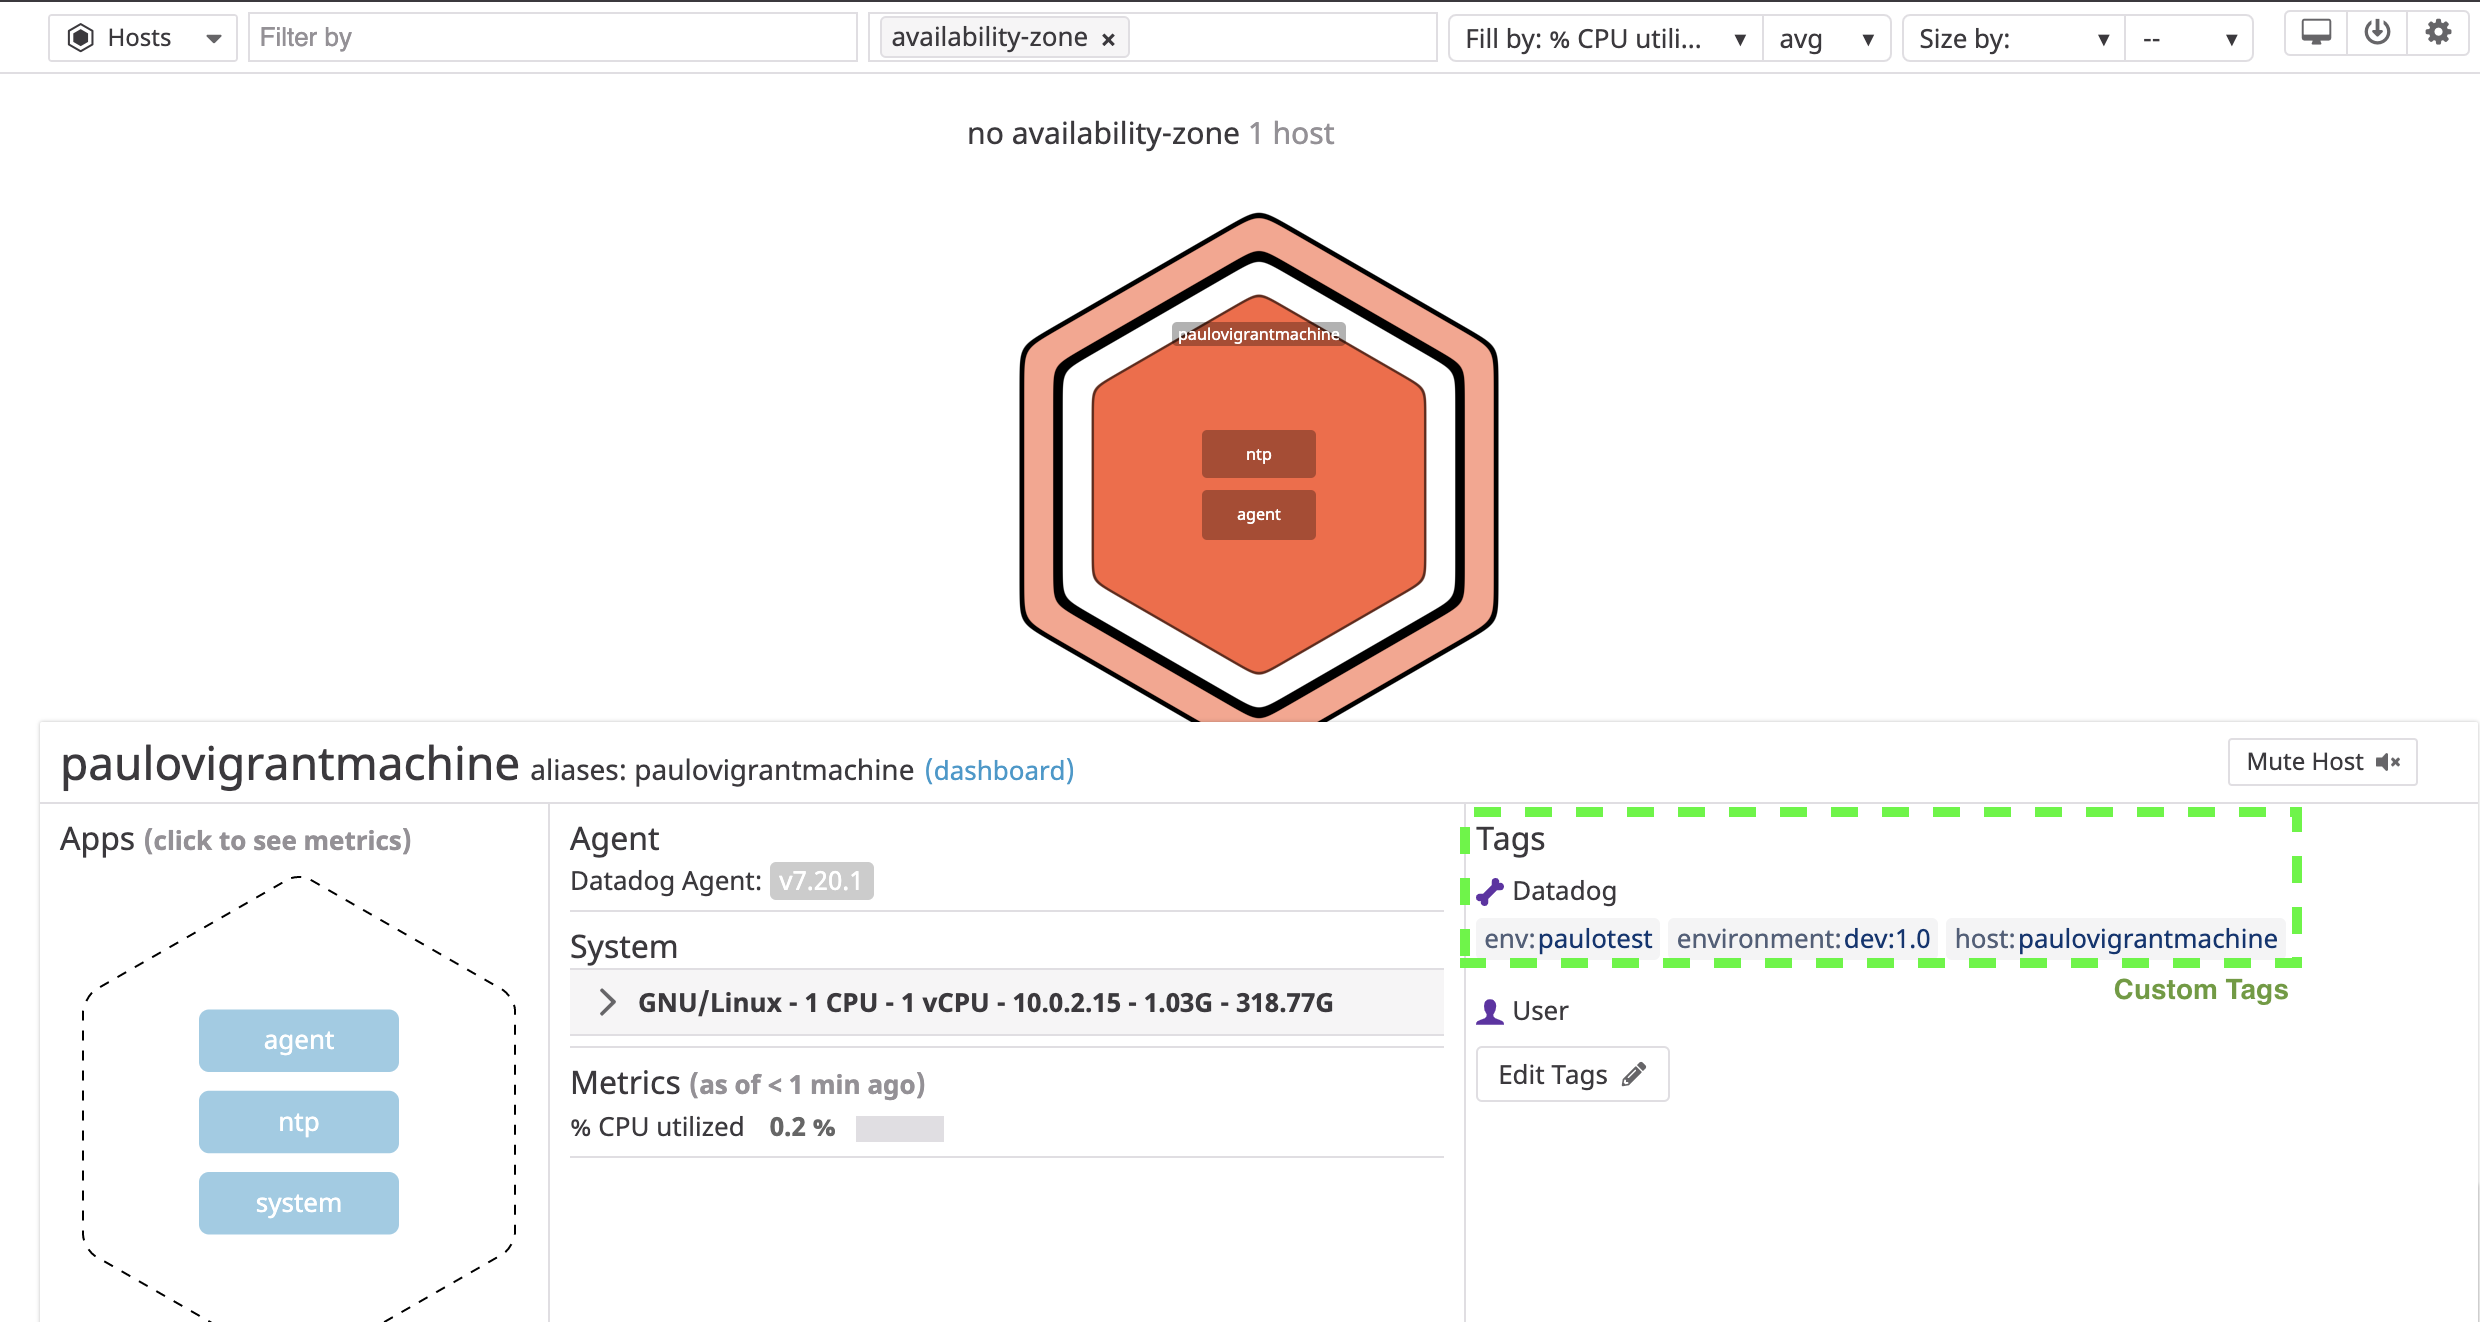 Hosts Filter by availability-zone × Fill by: % CPU utili... avg Size by: --
no availability-zone 1 host
paulovigrantmachine
ntp
agent
paulovigrantmachine aliases: paulovigrantmachine (dashboard)
Mute Host
Apps (click to see metrics)
agent
ntp
system
Agent
Datadog Agent: v7.20.1
System
GNU/Linux - 1 CPU - 1 vCPU - 10.0.2.15 - 1.03G - 318.77G
Metrics (as of < 1 min ago)
% CPU utilized 0.2 %
Tags
Datadog
env:paulotest environment:dev:1.0 host:paulovigrantmachine
Custom Tags
User
Edit Tags